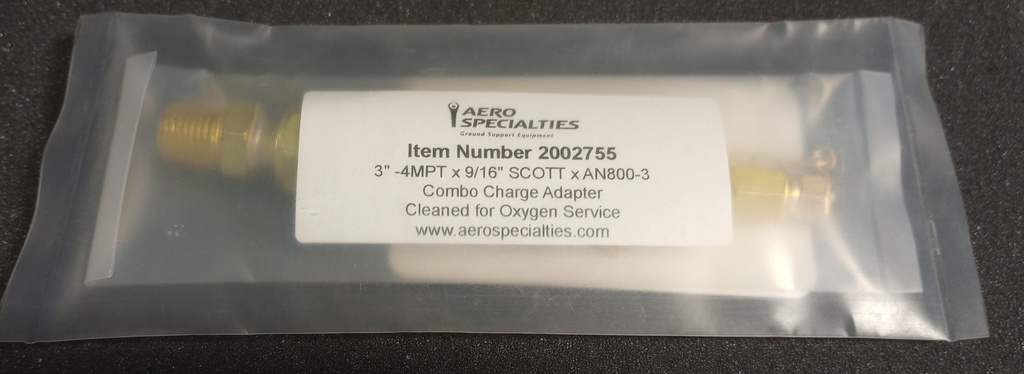 AERO
SPECIALTIES
Ground Support Equipment
Item Number 2002755
3" -4MPT x 9/16" SCOTT x AN800-3
Combo Charge Adapter
Cleaned for Oxygen Service
www.aerospecialties.com